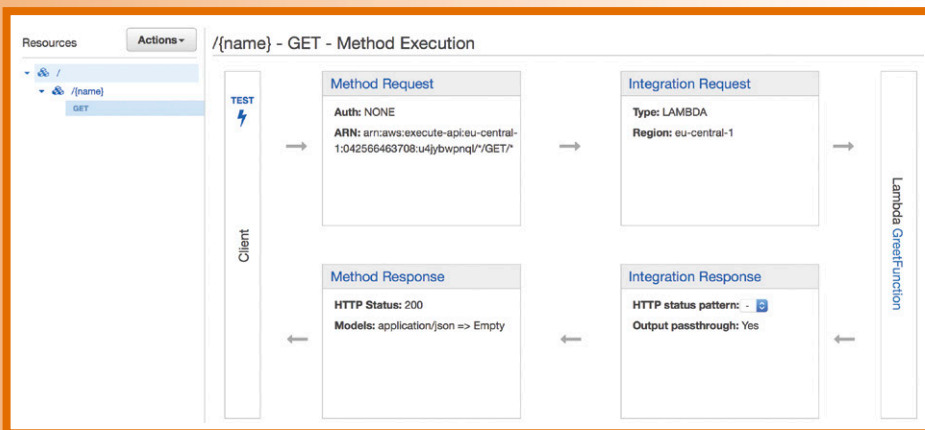 Resources
Actions
/{name} - GET - Method Execution
/
/{name}
GET
TEST
Client
Method Request
Auth: NONE
ARN: arn:aws:execute-api:eu-central-
1:042566463708:u4jybwpnql/*/GET/*
Integration Request
Type: LAMBDA
Region: eu-central-1
Lambda GreetFunction
Method Response
HTTP Status: 200
Models: application/json => Empty
Integration Response
HTTP status pattern: -
Output passthrough: Yes